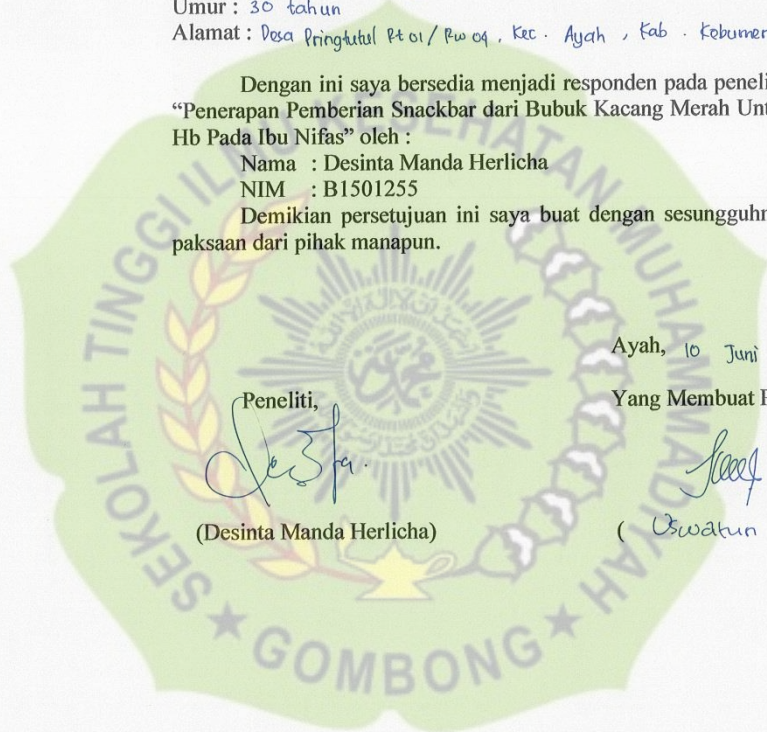 Umur : 30 tahun
Alamat : Desa Pringtutul Rt 01 / Rw 04 , Kec . Ayah , Kab . Kebumen
Dengan ini saya bersedia menjadi responden pada peneli
“Penerapan Pemberian Snackbar dari Bubuk Kacang Merah Unt
Hb Pada Ibu Nifas” oleh :
Nama : Desinta Manda Herlicha
NIM : B1501255
Demikian persetujuan ini saya buat dengan sesungguhn
paksaan dari pihak manapun.
Ayah, 10 Juni
Peneliti,
Yang Membuat P
(Desinta Manda Herlicha)
( Uswatun
SEKOLAH TINGGI ILMU KESEHATAN MUHAMMADIYAH
★ GOMBONG ★